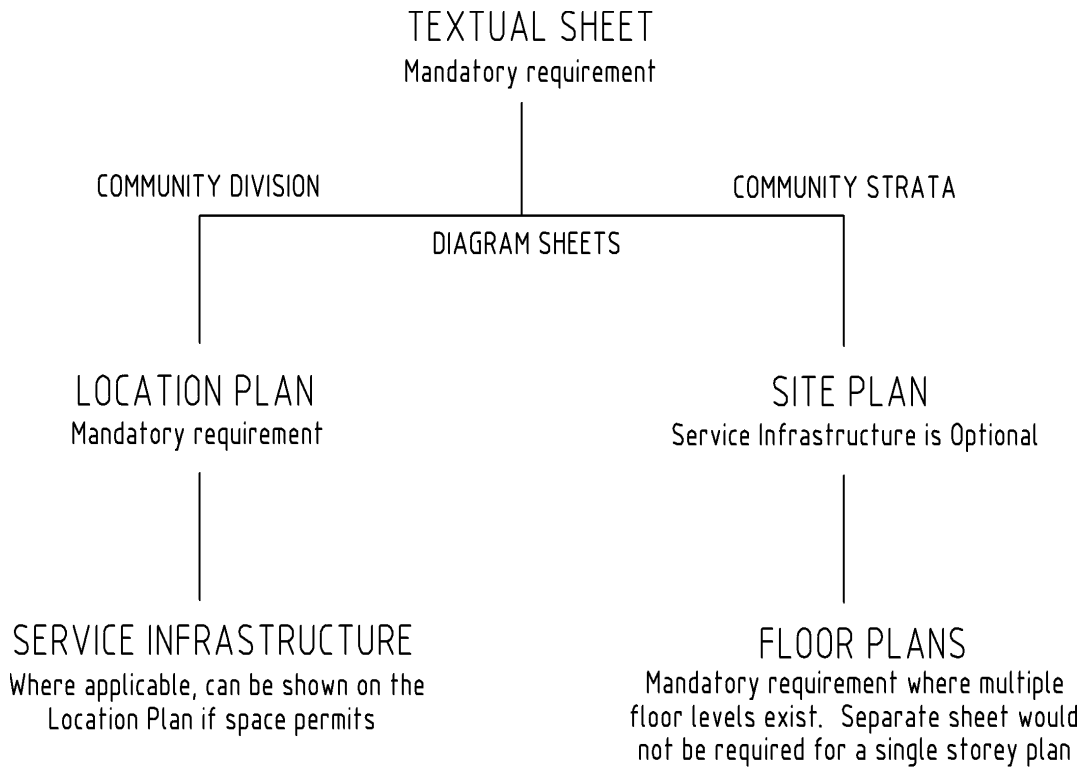 TEXTUAL SHEET
Mandatory requirement
COMMUNITY DIVISION
COMMUNITY STRATA
DIAGRAM SHEETS
LOCATION PLAN
Mandatory requirement
SITE PLAN
Service Infrastructure is Optional
SERVICE INFRASTRUCTURE
Where applicable, can be shown on the
Location Plan if space permits
FLOOR PLANS
Mandatory requirement where multiple
floor levels exist. Separate sheet would
not be required for a single storey plan